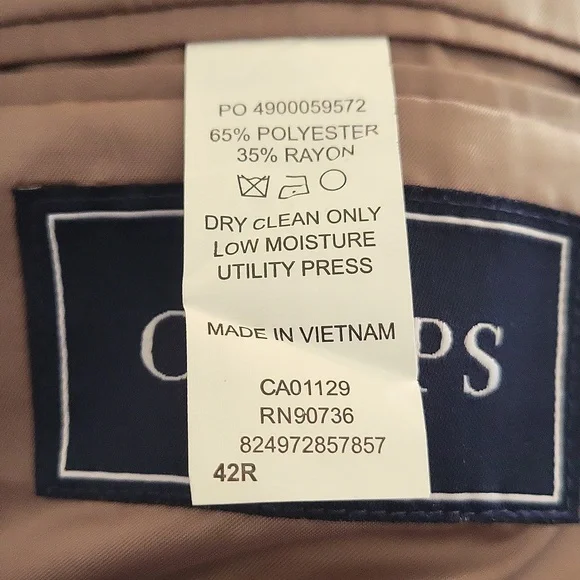 PO 4900059572
65% POLYESTER
35% RAYON
DRY CLEAN ONLY
LOW MOISTURE
UTILITY PRESS
MADE IN VIETNAM
CA01129
RN90736
824972857857
42R